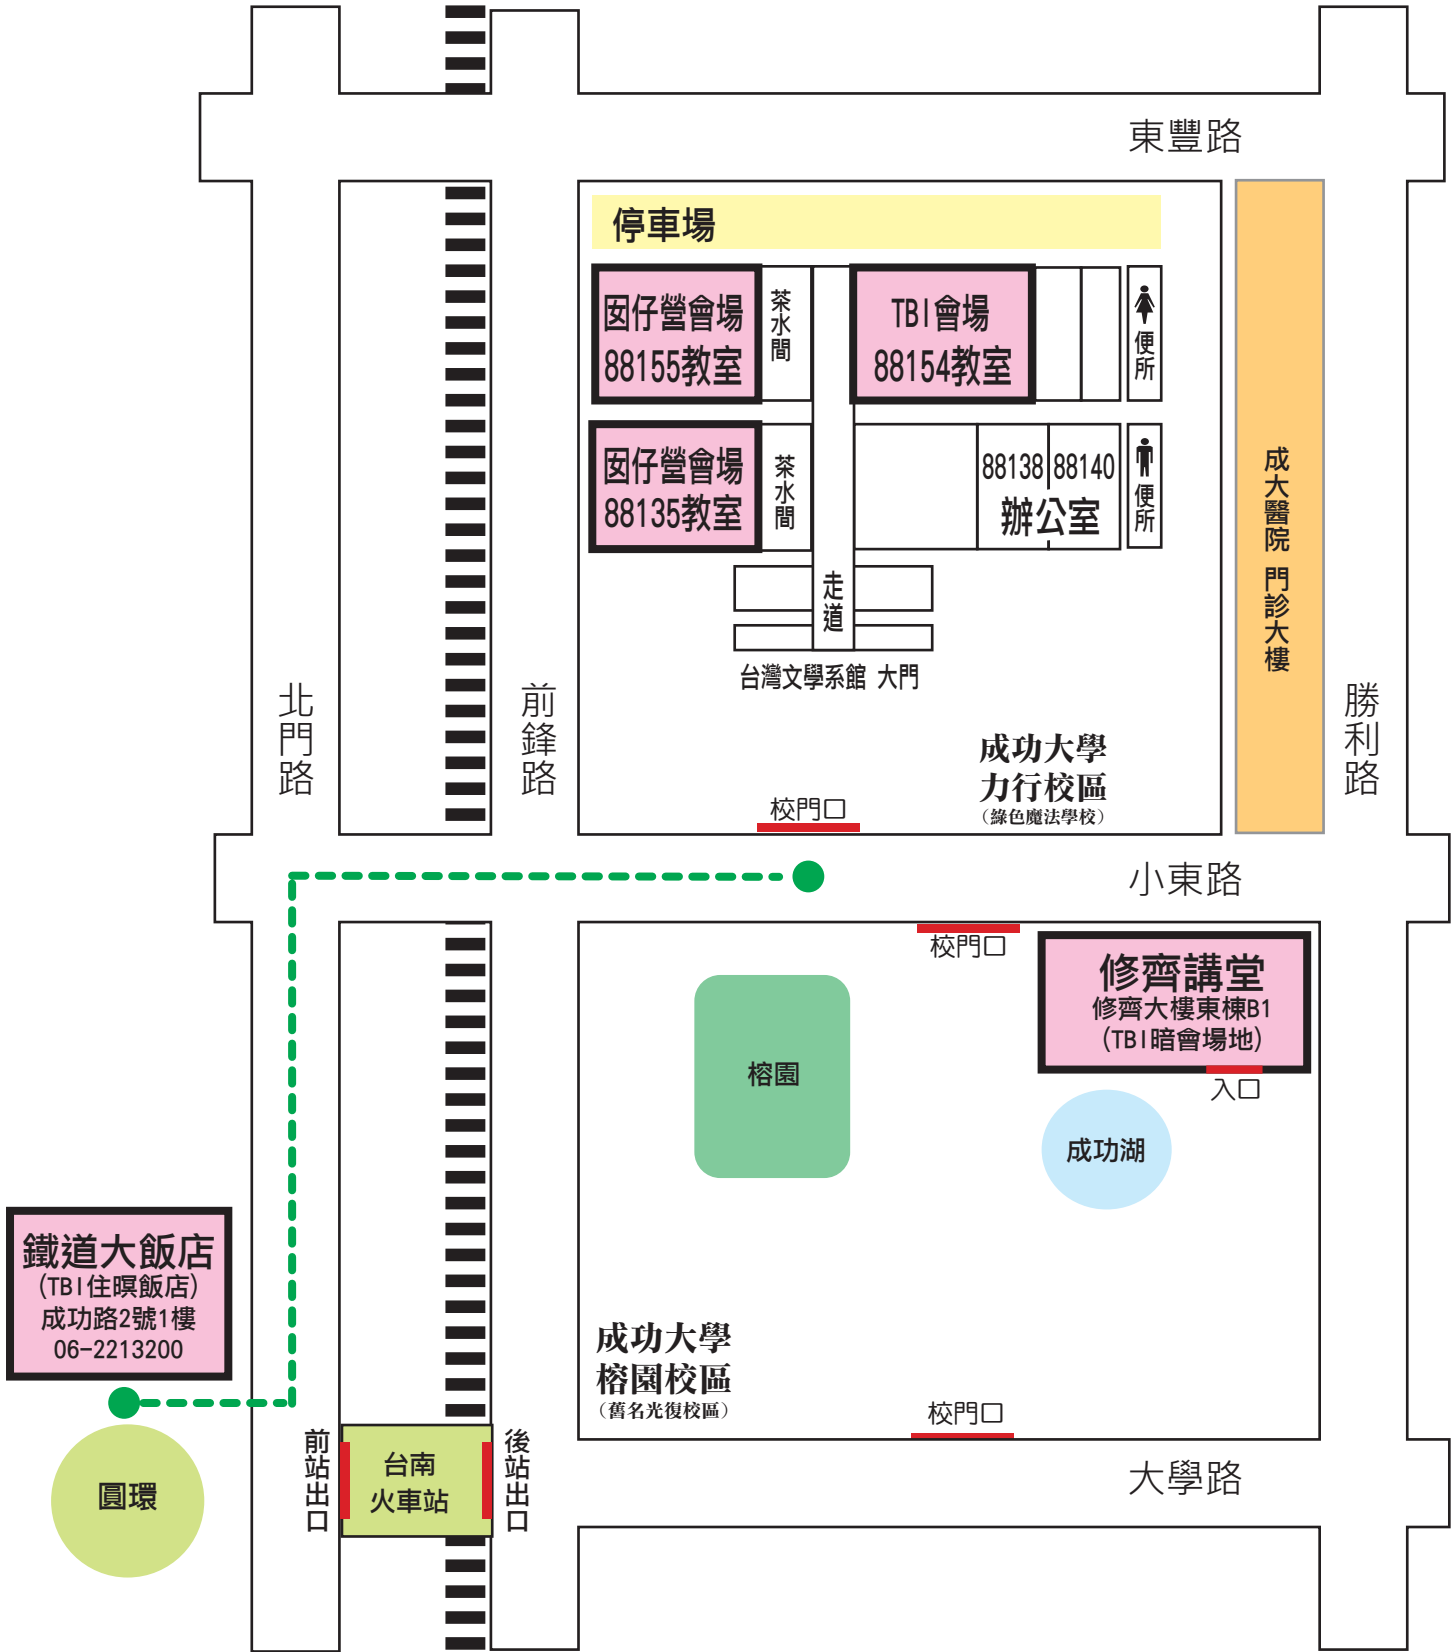 東豐路
停車場
囡仔營會場
88155教室
茶水間
TBI會場
88154教室
便所
囡仔營會場
88135教室
茶水間
88138
88140
辦公室
便所
走道
台灣文學系館 大門
成大醫院 門診大樓
北門路
前鋒路
勝利路
成功大學
力行校區
(綠色魔法學校)
校門口
小東路
校門口
修齊講堂
修齊大樓東棟B1
(TBI暗會場地)
入口
榕園
成功湖
鐵道大飯店
(TBI住暝飯店)
成功路2號1樓
06-2213200
成功大學
榕園校區
(舊名光復校區)
校門口
前站出口
台南
火車站
後站出口
大學路
圓環